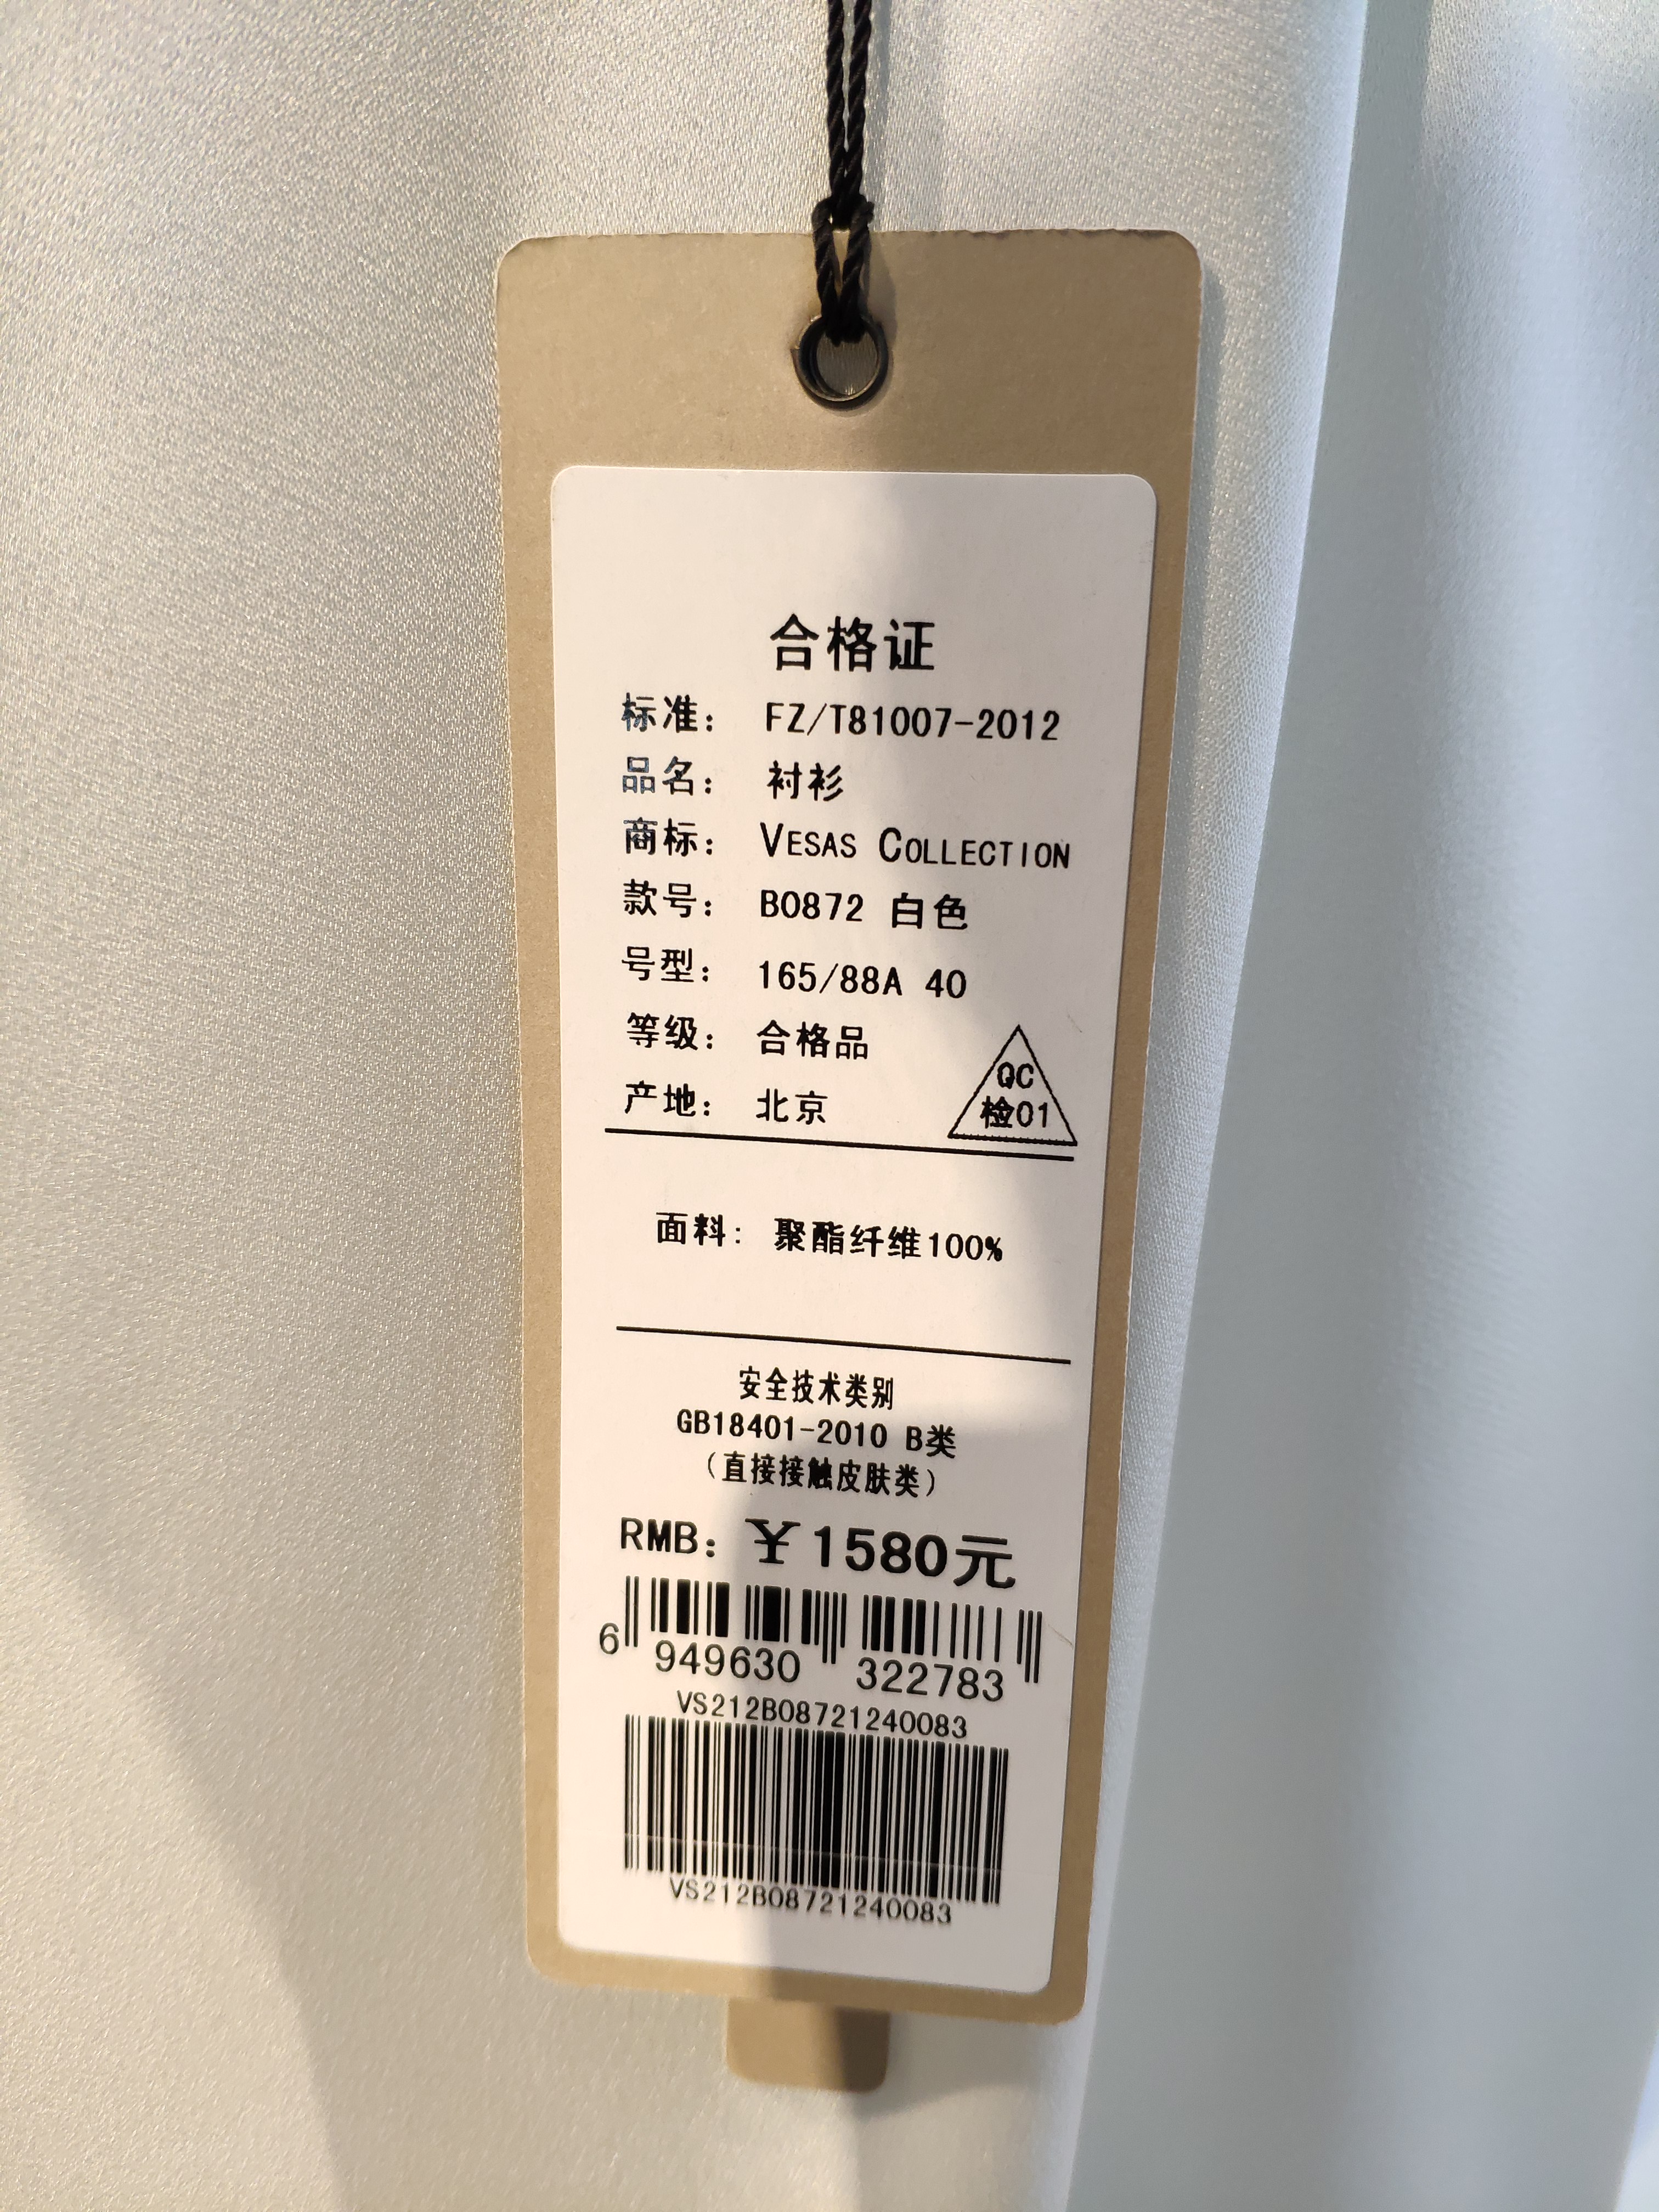 合格证
标准： FZ/T81007-2012
品名： 衬衫
商标： VESAS COLLECTION
款号： B0872 白色
号型： 165/88A 40
等级： 合格品
产地： 北京
QC
检01
面料： 聚酯纤维100%
安全技术类别
GB18401-2010 B类
（直接接触皮肤类）
RMB：￥1580元
6 949630 322783
VS212B08721240083
VS212B08721240083